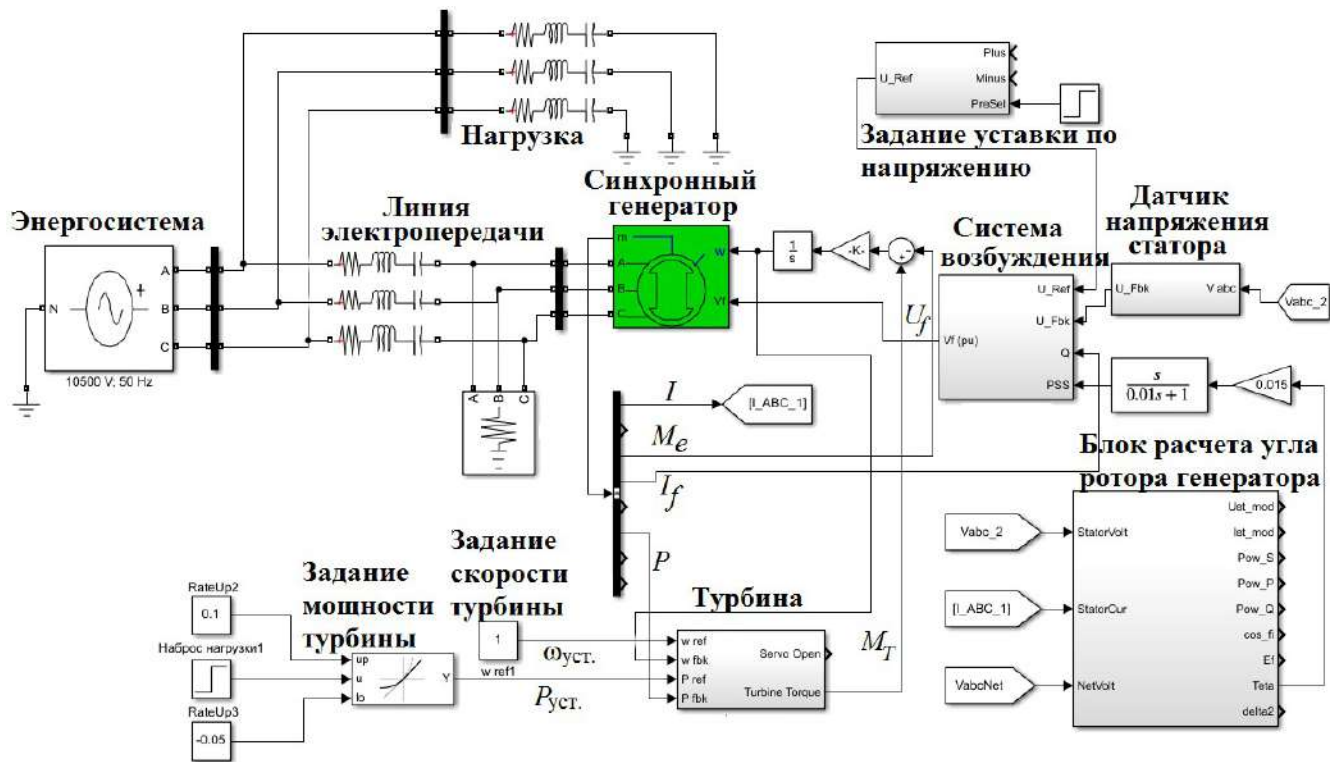 Нагрузка
Plus
U_Ref
Minus
PreSel
Задание уставки по
напряжению
Энергосистема
A
N
B
C
10500 V; 50 Hz
Линия
электропередачи
Синхронный
генератор
m
w
A
B
C
Vf
1
s
-K-
+
-
U_f
Система
возбуждения
U_Ref
U_Fbk
Vf (pu)
Q
PSS
Датчик
напряжения
статора
U_Fbk
V abc
Vabc_2
s
0.01s + 1
0.015
A
B
C
I
[I_ABC_1]
M_e
I_f
P
Блок расчета угла
ротора генератора
Vabc_2
StatorVolt
[I_ABC_1]
StatorCur
VabcNet
NetVolt
Ust_mod
Ist_mod
Pow_S
Pow_P
Pow_Q
cos_fi
Ef
Teta
delta2
RateUp2
0.1
Наброс нагрузки1
RateUp3
-0.05
Задание
мошности
турбины
up
u
lo
Y
Задание
скорости
турбины
1
w ref1
ω_уст.
P_уст.
Турбина
w ref
w fbk
P ref
P fbk
Servo Open
Turbine Torque
M_T